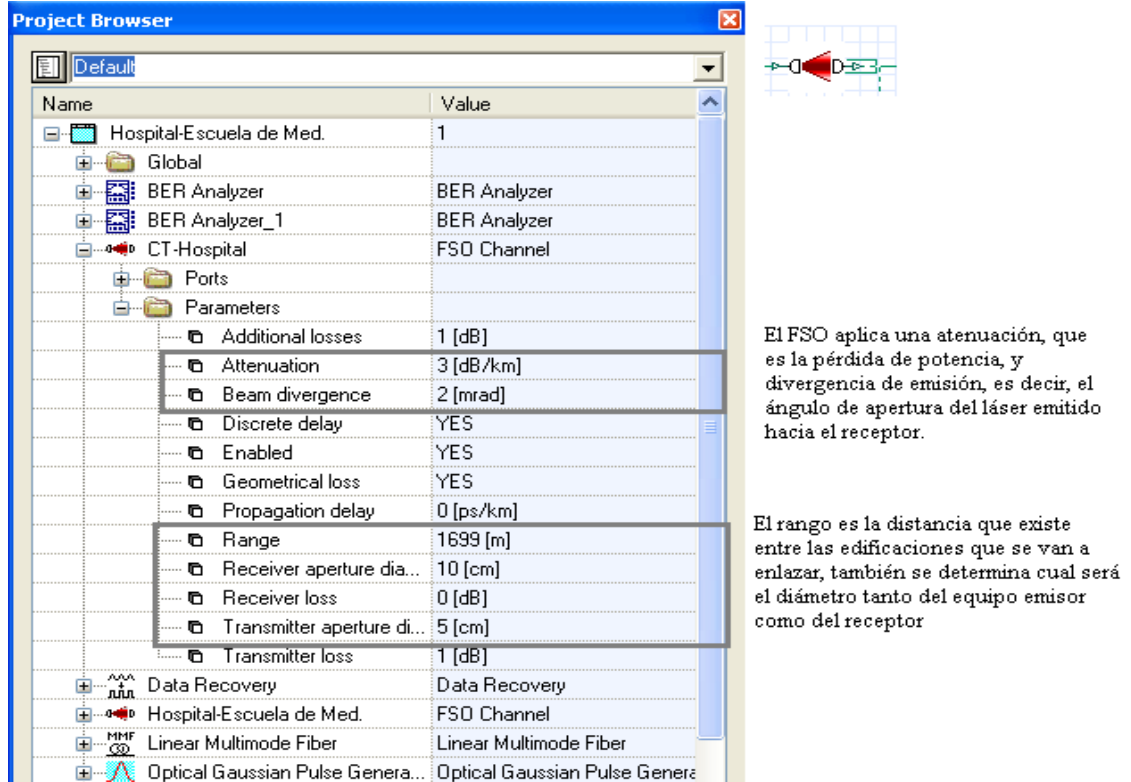 Project Browser
Default
Name Value
Hospital-Escuela de Med. 1
Global
BER Analyzer BER Analyzer
BER Analyzer_1 BER Analyzer
CT-Hospital FSO Channel
Ports
Parameters
Additional losses 1 [dB]
Attenuation 3 [dB/km]
Beam divergence 2 [mrad]
Discrete delay YES
Enabled YES
Geometrical loss YES
Propagation delay 0 [ps/km]
Range 1699 [m]
Receiver aperture dia... 10 [cm]
Receiver loss 0 [dB]
Transmitter aperture di... 5 [cm]
Transmitter loss 1 [dB]
Data Recovery Data Recovery
Hospital-Escuela de Med. FSO Channel
MMF
Linear Multimode Fiber Linear Multimode Fiber
Optical Gaussian Pulse Genera... Optical Gaussian Pulse Genera
El FSO aplica una atenuación, que
es la pérdida de potencia, y
divergencia de emisión, es decir, el
ángulo de apertura del láser emitido
hacia el receptor.
El rango es la distancia que existe
entre las edificaciones que se van a
enlazar, también se determina cual será
el diámetro tanto del equipo emisor
como del receptor